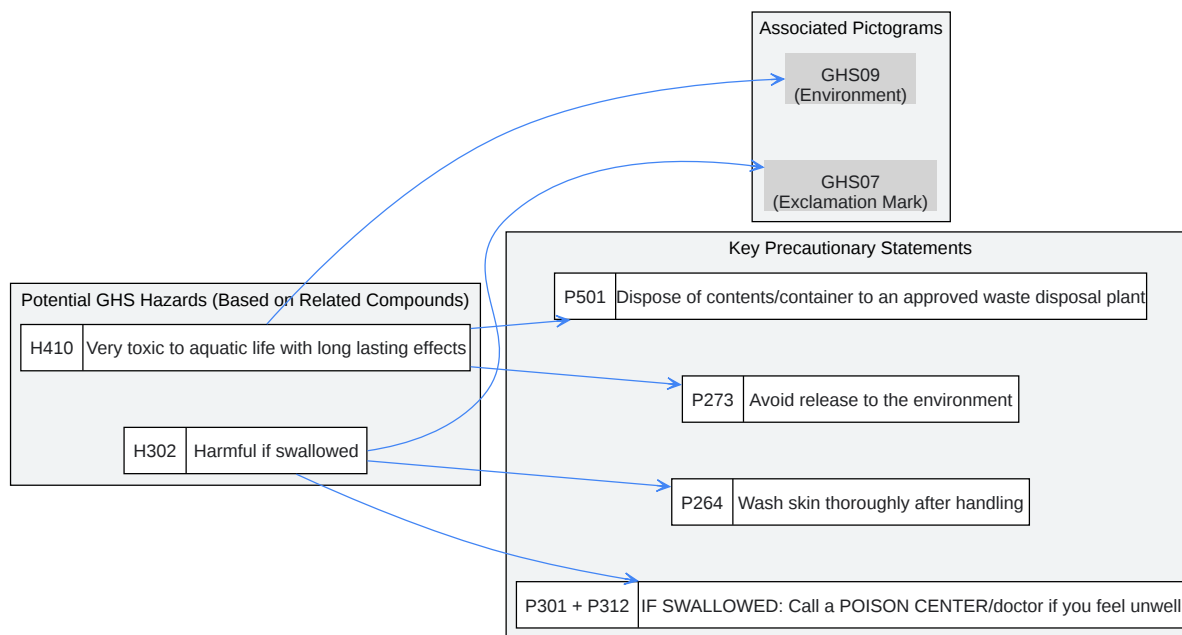 Associated Pictograms
GHS09
(Environment)
GHS07
(Exclamation Mark)
Key Precautionary Statements
P501 Dispose of contents/container to an approved waste disposal plant
P273 Avoid release to the environment
P264 Wash skin thoroughly after handling
P301 + P312 IF SWALLOWED: Call a POISON CENTER/doctor if you feel unwell
Potential GHS Hazards (Based on Related Compounds)
H410 Very toxic to aquatic life with long lasting effects
H302 Harmful if swallowed